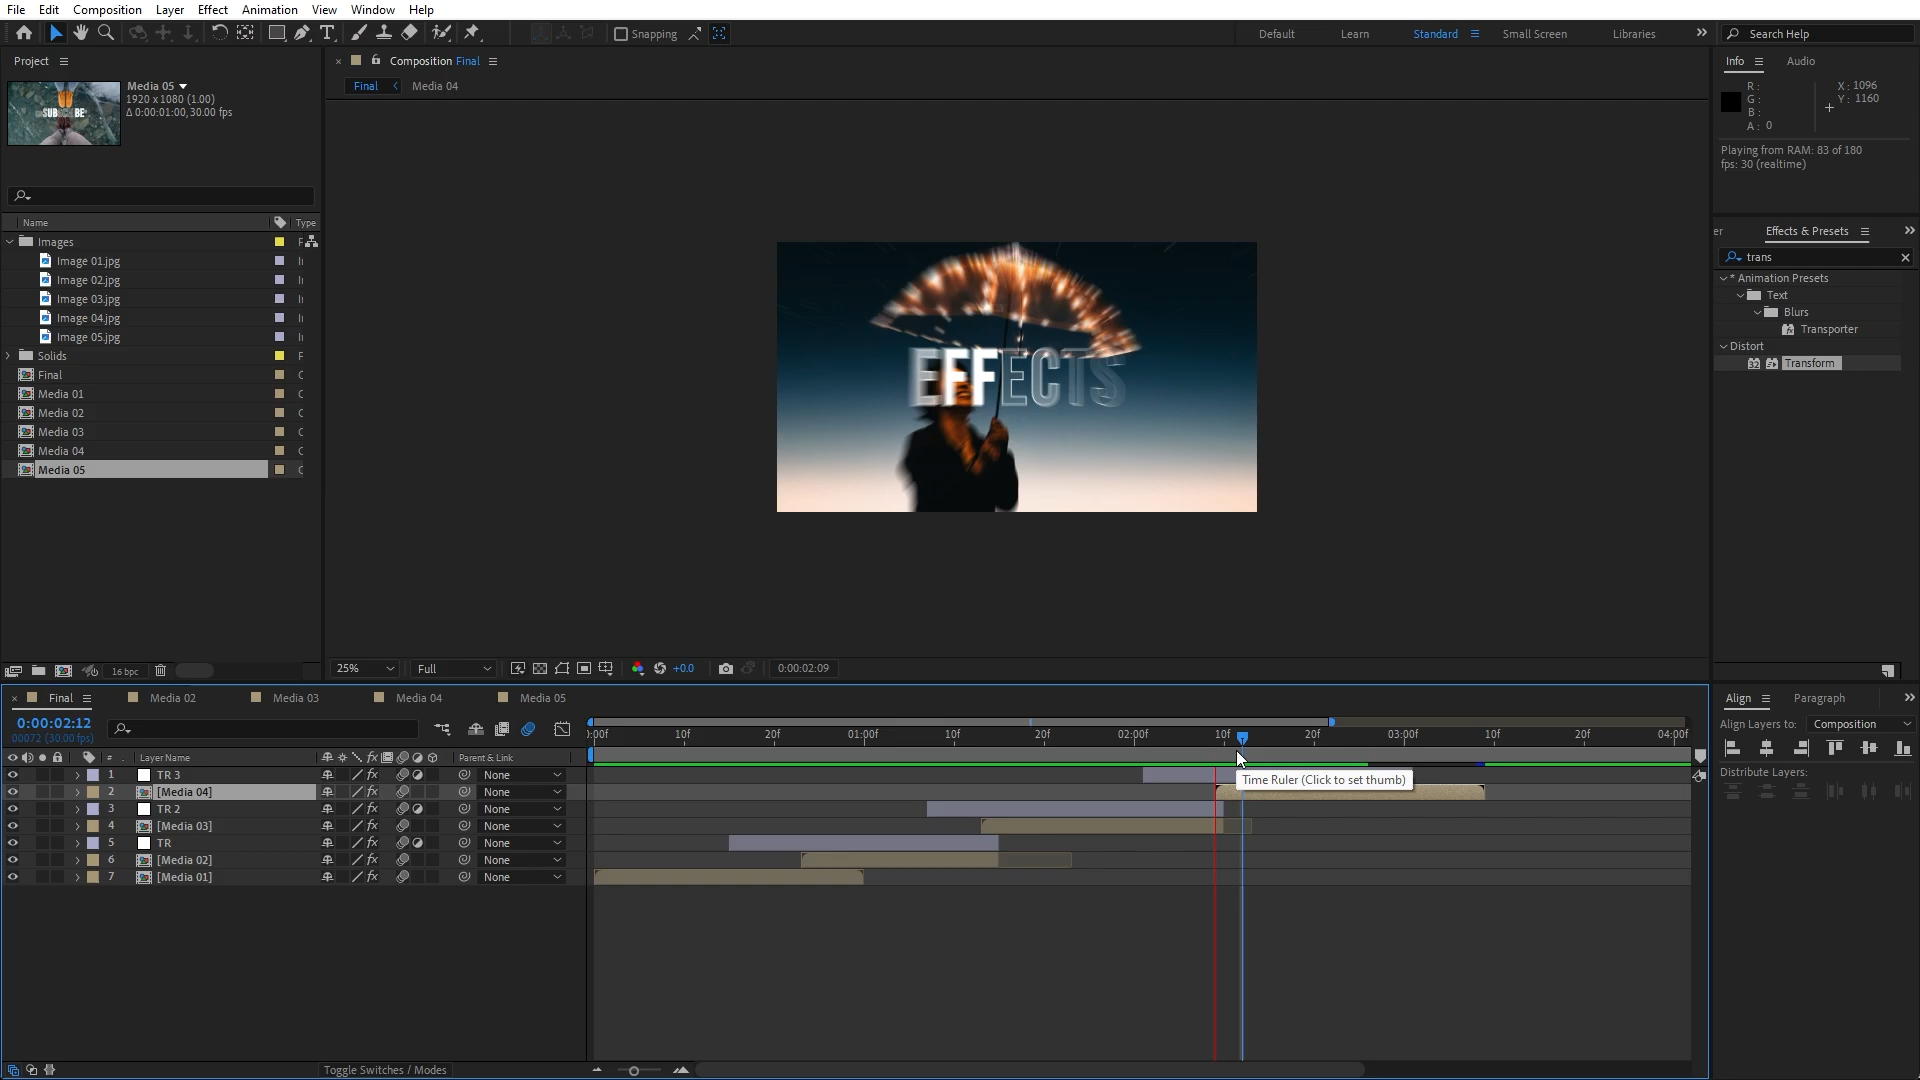 File Edit Composition Layer Effect Animation View Window Help
Snapping
Default Learn Standard Small Screen Libraries
Search Help
Project
Composition Final
Info Audio
Media 05
1920 x 1080 (1.00)
Δ 0:00:01:00, 30.00 fps
Final Media 04
R :
G :
B :
A : 0
X : 1096
Y : 1160
Playing from RAM: 83 of 180
fps: 30 (realtime)
Name Type
Images
Image 01.jpg
Image 02.jpg
Image 03.jpg
Image 04.jpg
Image 05.jpg
Solids
Final
Media 01
Media 02
Media 03
Media 04
Media 05
EFFECTS
Effects & Presets
trans
* Animation Presets
Text
Blurs
Transporter
Distort
32 Transform
16 bpc
25% Full +0.0 0:00:02:09
Final Media 02 Media 03 Media 04 Media 05
0:00:02:12
00072 (30.00 fps)
# Layer Name Parent & Link
:00f 10f 20f 01:00f 10f 20f 02:00f 10f 20f 03:00f 10f 20f 04:00f
1 TR 3 None
2 [Media 04] None
3 TR 2 None
4 [Media 03] None
5 TR None
6 [Media 02] None
7 [Media 01] None
Time Ruler (Click to set thumb)
Toggle Switches / Modes
Align Paragraph
Align Layers to: Composition
Distribute Layers: